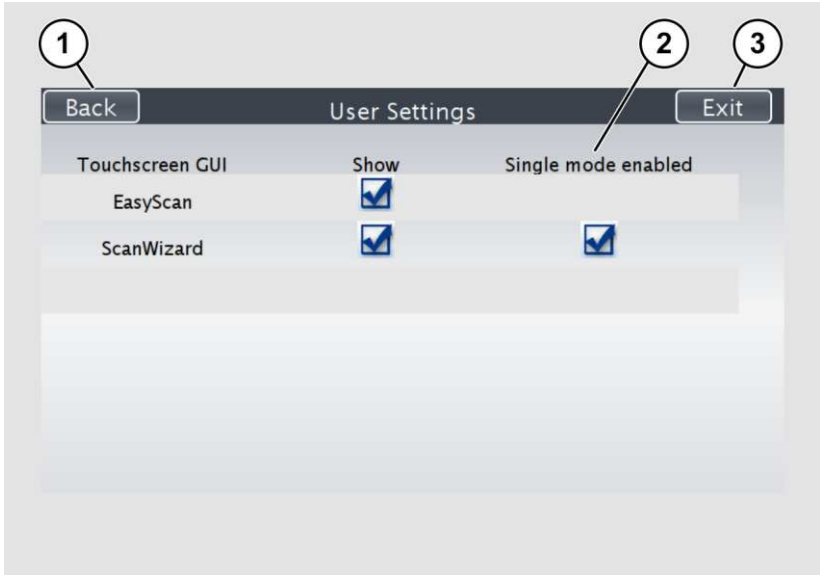 1 2 3
Back User Settings Exit
Touchscreen GUI Show Single mode enabled
EasyScan
ScanWizard